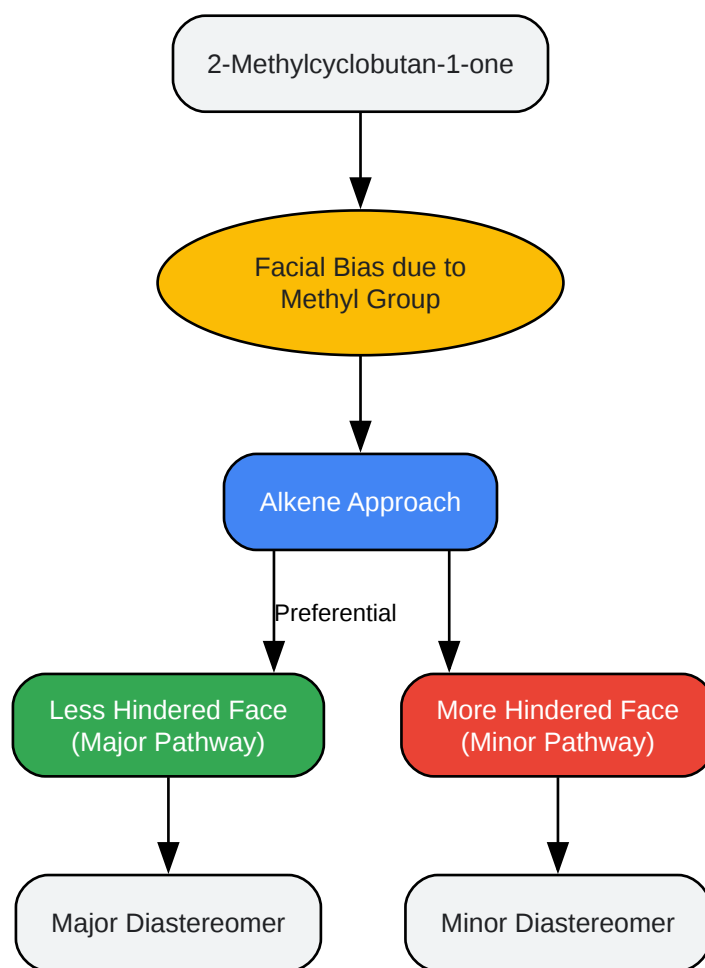 2-Methylcyclobutan-1-one
Facial Bias due to
Methyl Group
Alkene Approach
Preferential
Less Hindered Face
(Major Pathway)
More Hindered Face
(Minor Pathway)
Major Diastereomer
Minor Diastereomer